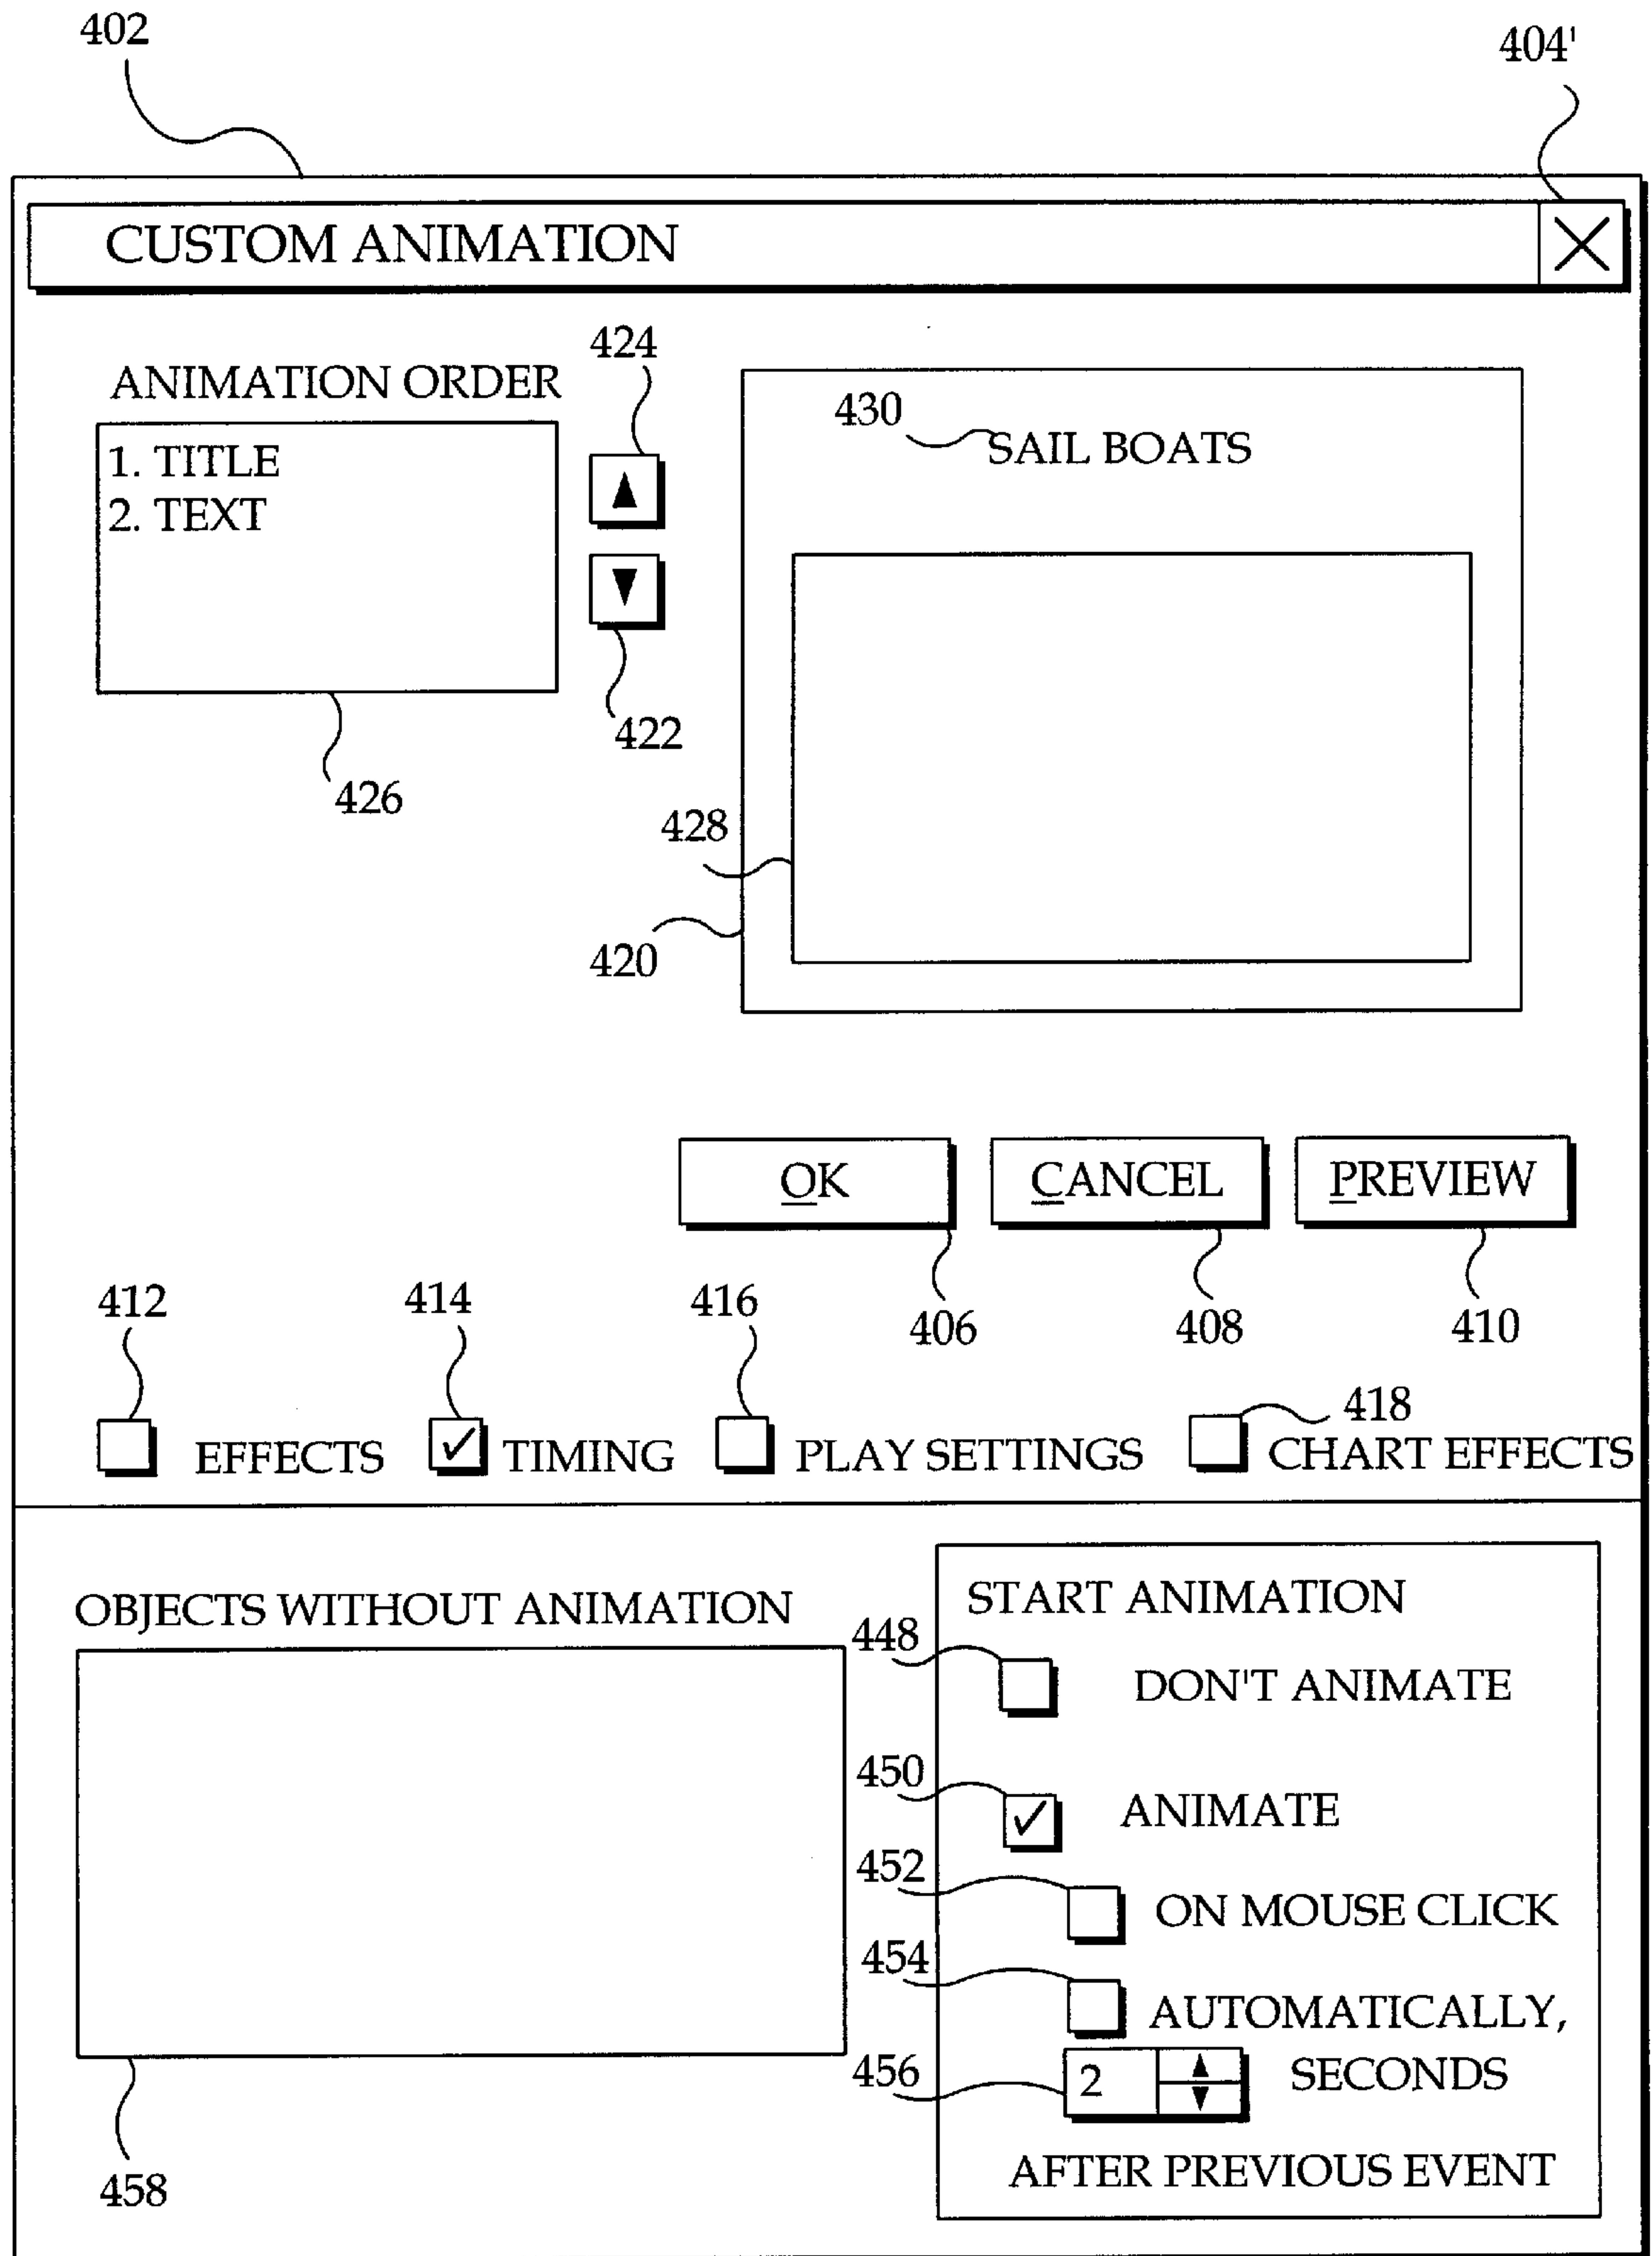 402
404'
CUSTOM ANIMATION
ANIMATION ORDER
424
1. TITLE
2. TEXT
422
426
430
SAIL BOATS
428
420
OK
CANCEL
PREVIEW
406
408
410
412
414
416
418
EFFECTS
TIMING
PLAY SETTINGS
CHART EFFECTS
OBJECTS WITHOUT ANIMATION
458
START ANIMATION
448
DON'T ANIMATE
450
ANIMATE
452
ON MOUSE CLICK
454
AUTOMATICALLY,
456
2
SECONDS
AFTER PREVIOUS EVENT